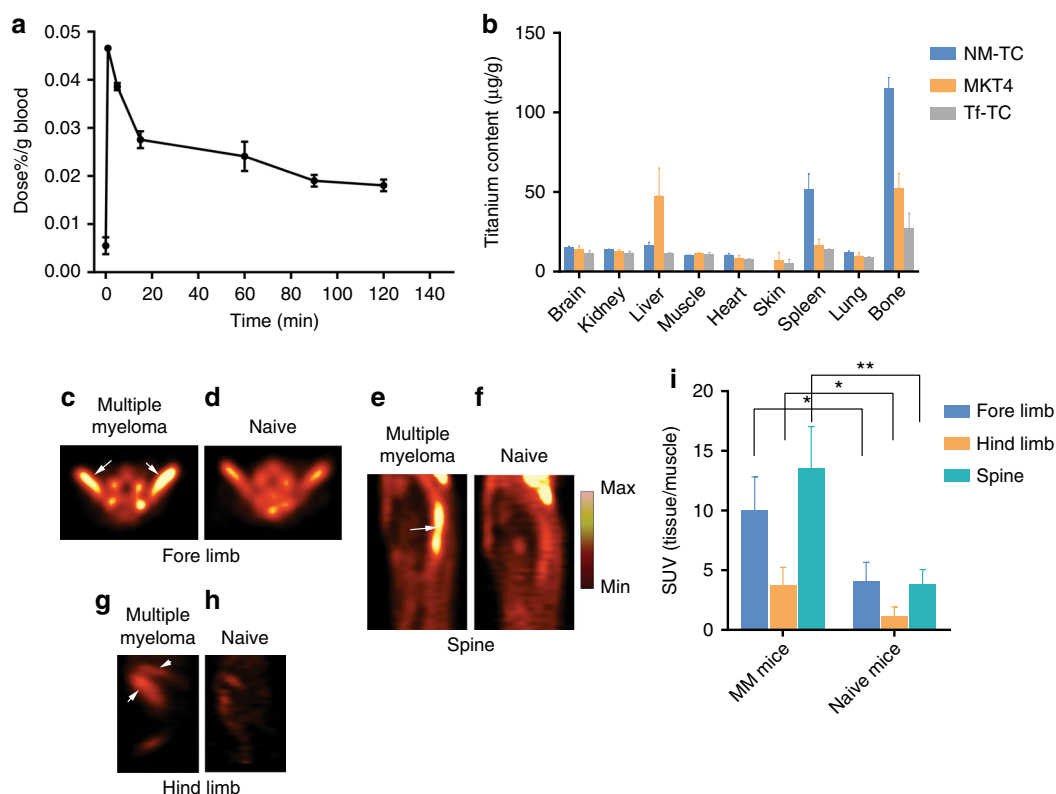 a
Dose%/g blood
0.05
0.04
0.03
0.02
0.01
0.00
0 20 40 60 80 100 120 140
Time (min)
b
Titanium content (µg/g)
150
100
50
0
Brain Kidney Liver Muscle Heart Skin Spleen Lung Bone
NM-TC
MKT4
Tf-TC
c d
Multiple
myeloma
Naive
Fore limb
e f
Multiple
myeloma
Naive
Max
Min
Spine
g h
Multiple
myeloma
Naive
Hind limb
i
SUV (tissue/muscle)
20
15
10
5
0
**
*
*
MM mice Naive mice
Fore limb
Hind limb
Spine